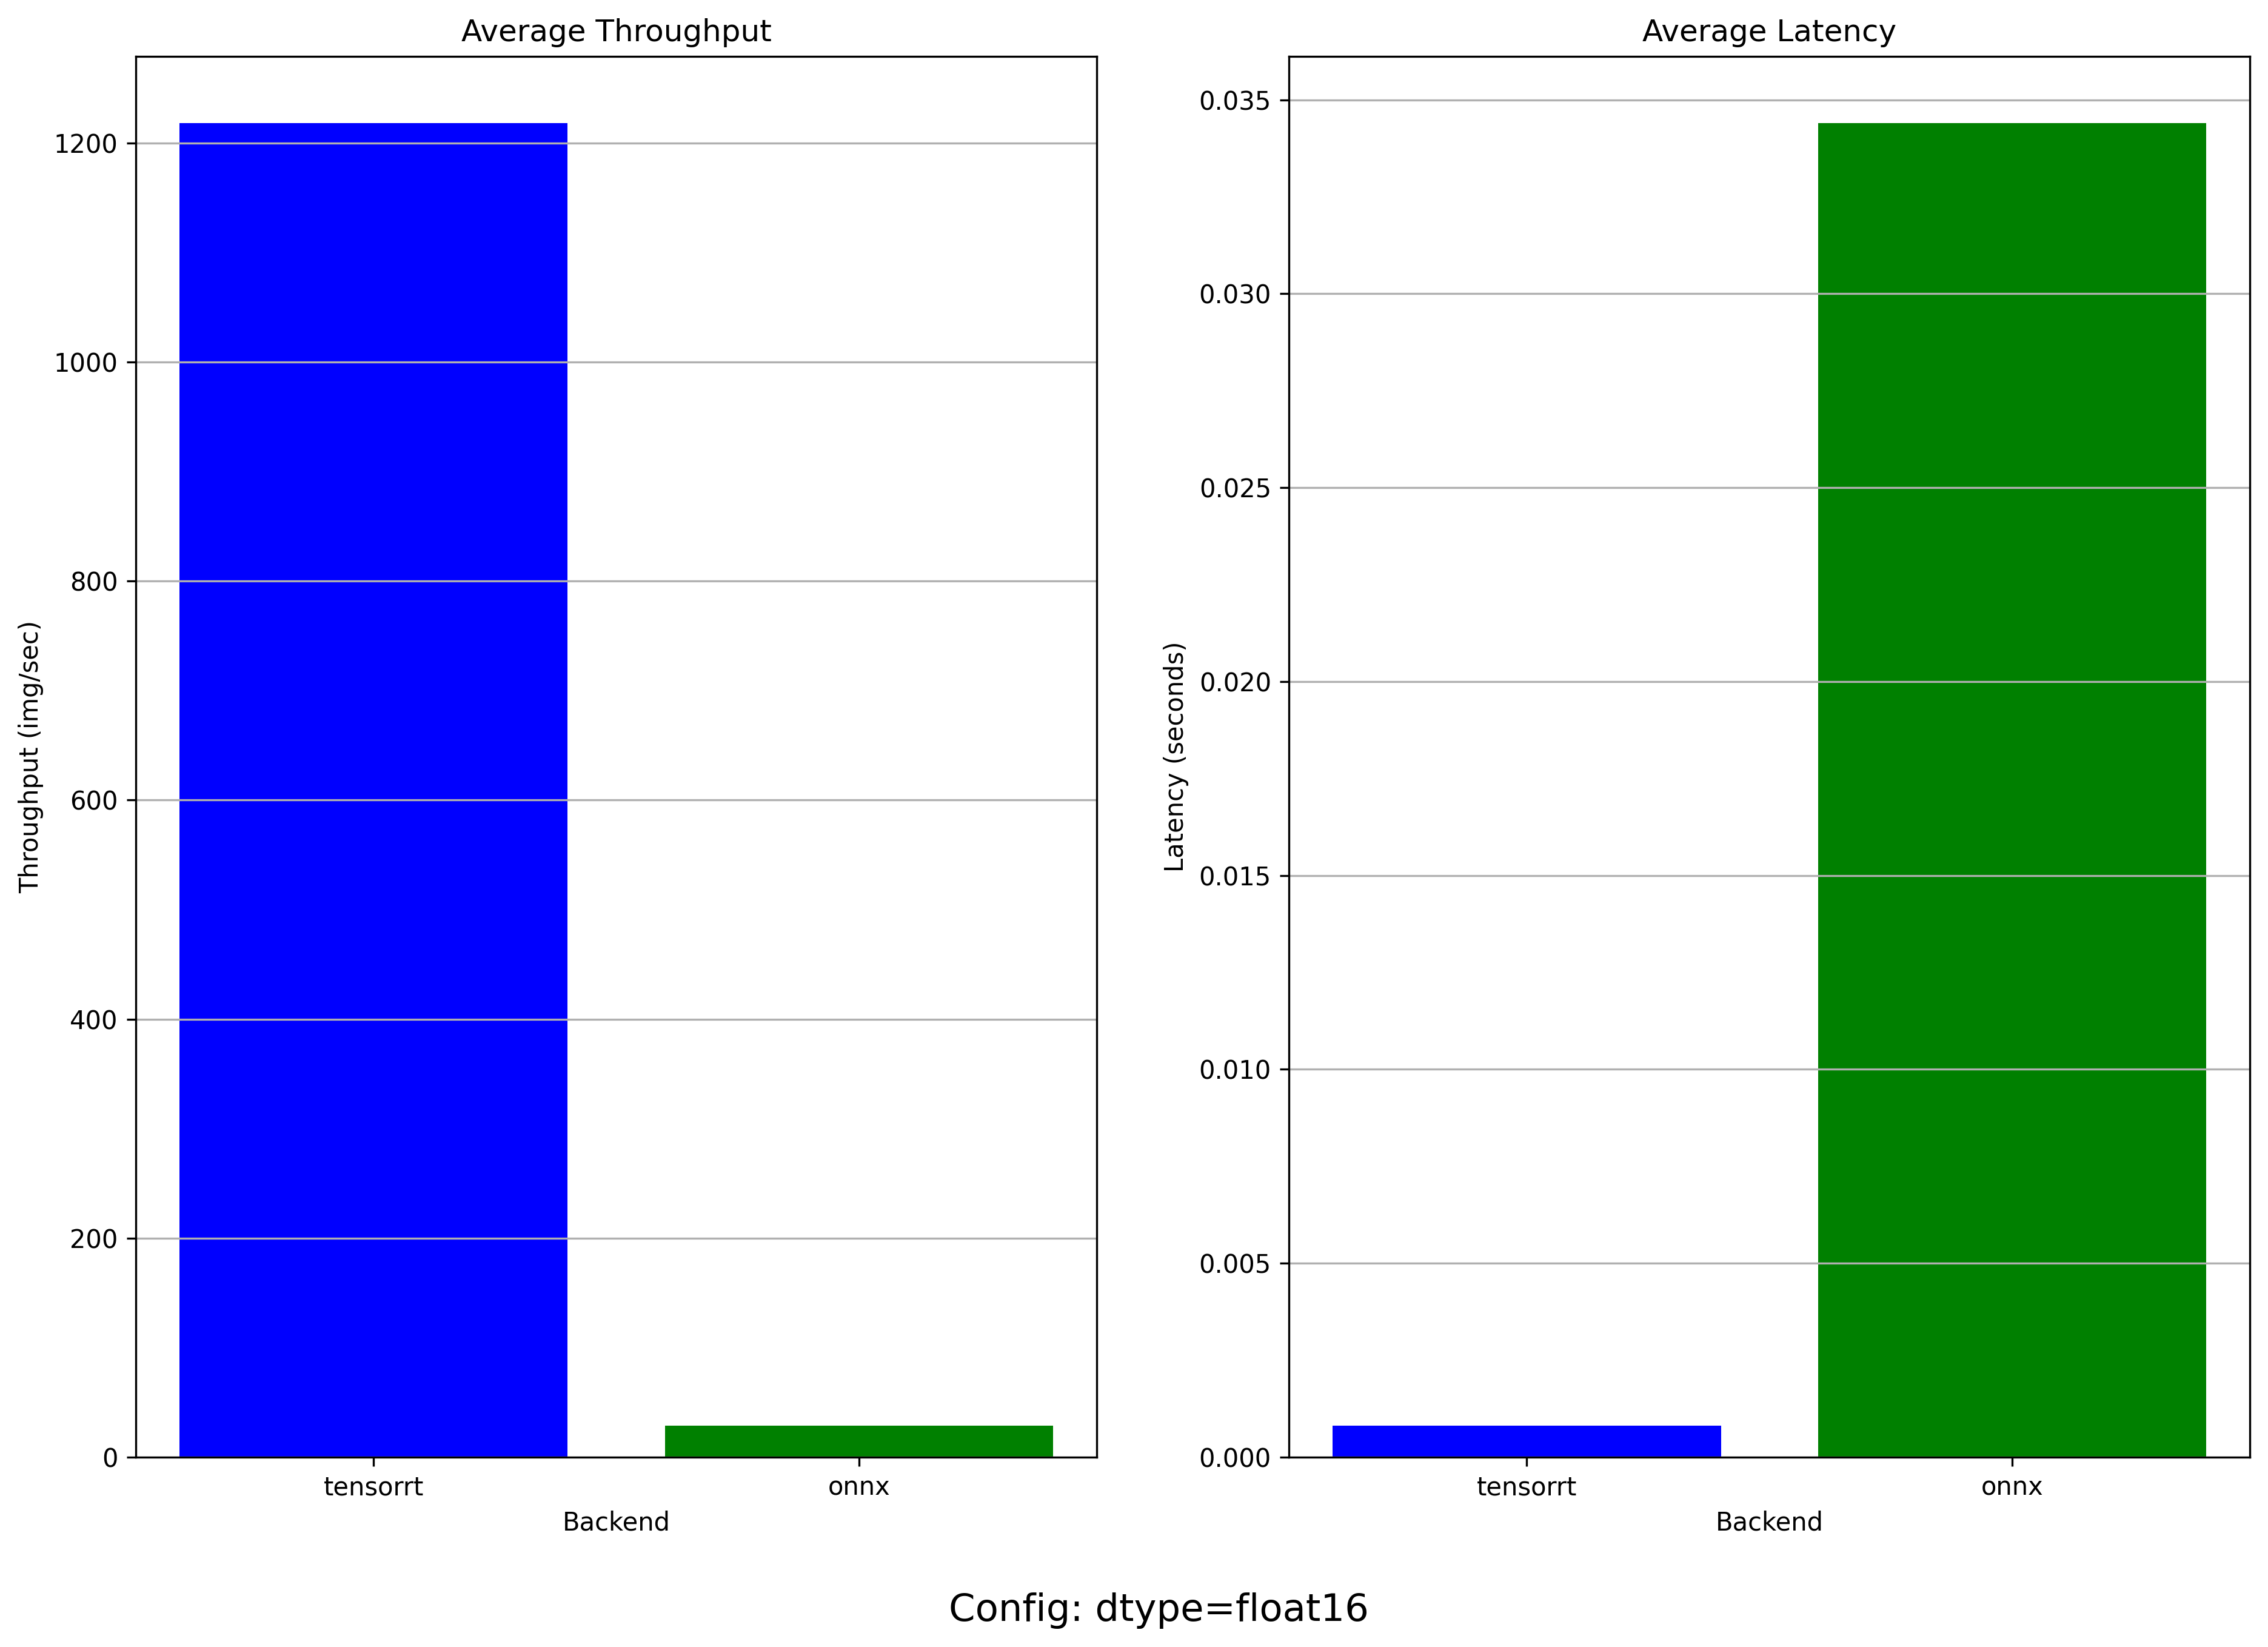 Average Throughput
Throughput (img/sec)
1200
1000
800
600
400
200
0
tensorrt
onnx
Backend
Average Latency
Latency (seconds)
0.035
0.030
0.025
0.020
0.015
0.010
0.005
0.000
tensorrt
onnx
Backend
Config: dtype=float16